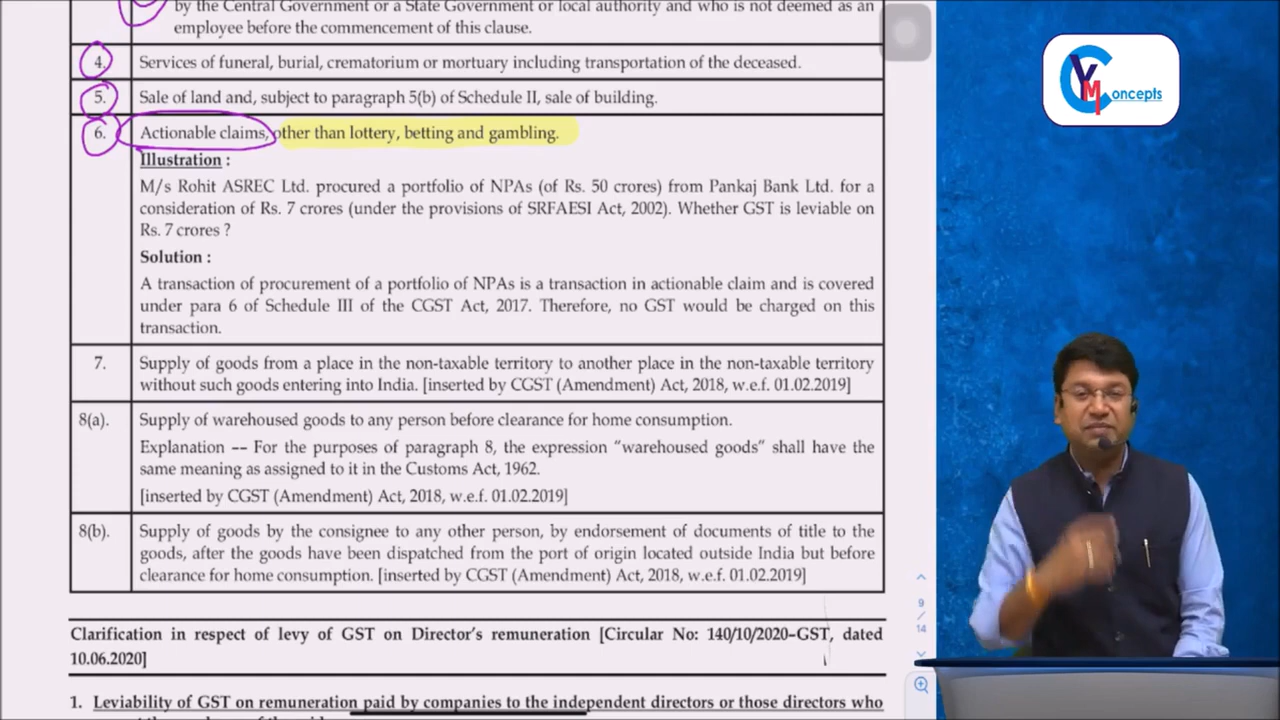 by the Central Government or a State Government or local authority and who is not deemed as an
employee before the commencement of this clause.
4. Services of funeral, burial, crematorium or mortuary including transportation of the deceased.
5. Sale of land and, subject to paragraph 5(b) of Schedule II, sale of building.
6. Actionable claims, other than lottery, betting and gambling.
Illustration :
M/s Rohit ASREC Ltd. procured a portfolio of NPAs (of Rs. 50 crores) from Pankaj Bank Ltd. for a
consideration of Rs. 7 crores (under the provisions of SRFAESI Act, 2002). Whether GST is leviable on
Rs. 7 crores ?
Solution :
A transaction of procurement of a portfolio of NPAs is a transaction in actionable claim and is covered
under para 6 of Schedule III of the CGST Act, 2017. Therefore, no GST would be charged on this
transaction.
7. Supply of goods from a place in the non-taxable territory to another place in the non-taxable territory
without such goods entering into India. [inserted by CGST (Amendment) Act, 2018, w.e.f. 01.02.2019]
8(a). Supply of warehoused goods to any person before clearance for home consumption.
Explanation -- For the purposes of paragraph 8, the expression “warehoused goods” shall have the
same meaning as assigned to it in the Customs Act, 1962.
[inserted by CGST (Amendment) Act, 2018, w.e.f. 01.02.2019]
8(b). Supply of goods by the consignee to any other person, by endorsement of documents of title to the
goods, after the goods have been dispatched from the port of origin located outside India but before
clearance for home consumption. [inserted by CGST (Amendment) Act, 2018, w.e.f. 01.02.2019]
Clarification in respect of levy of GST on Director's remuneration [Circular No: 140/10/2020-GST, dated
10.06.2020]
1. Leviability of GST on remuneration paid by companies to the independent directors or those directors who
9
/
14
YM Concepts